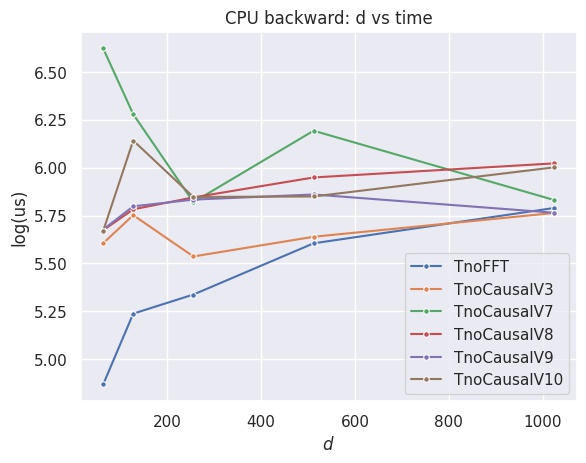 CPU backward: d vs time
log(us)
6.50
6.25
6.00
5.75
5.50
5.25
5.00
200
400
600
800
1000
d
TnoFFT
TnoCausalV3
TnoCausalV7
TnoCausalV8
TnoCausalV9
TnoCausalV10